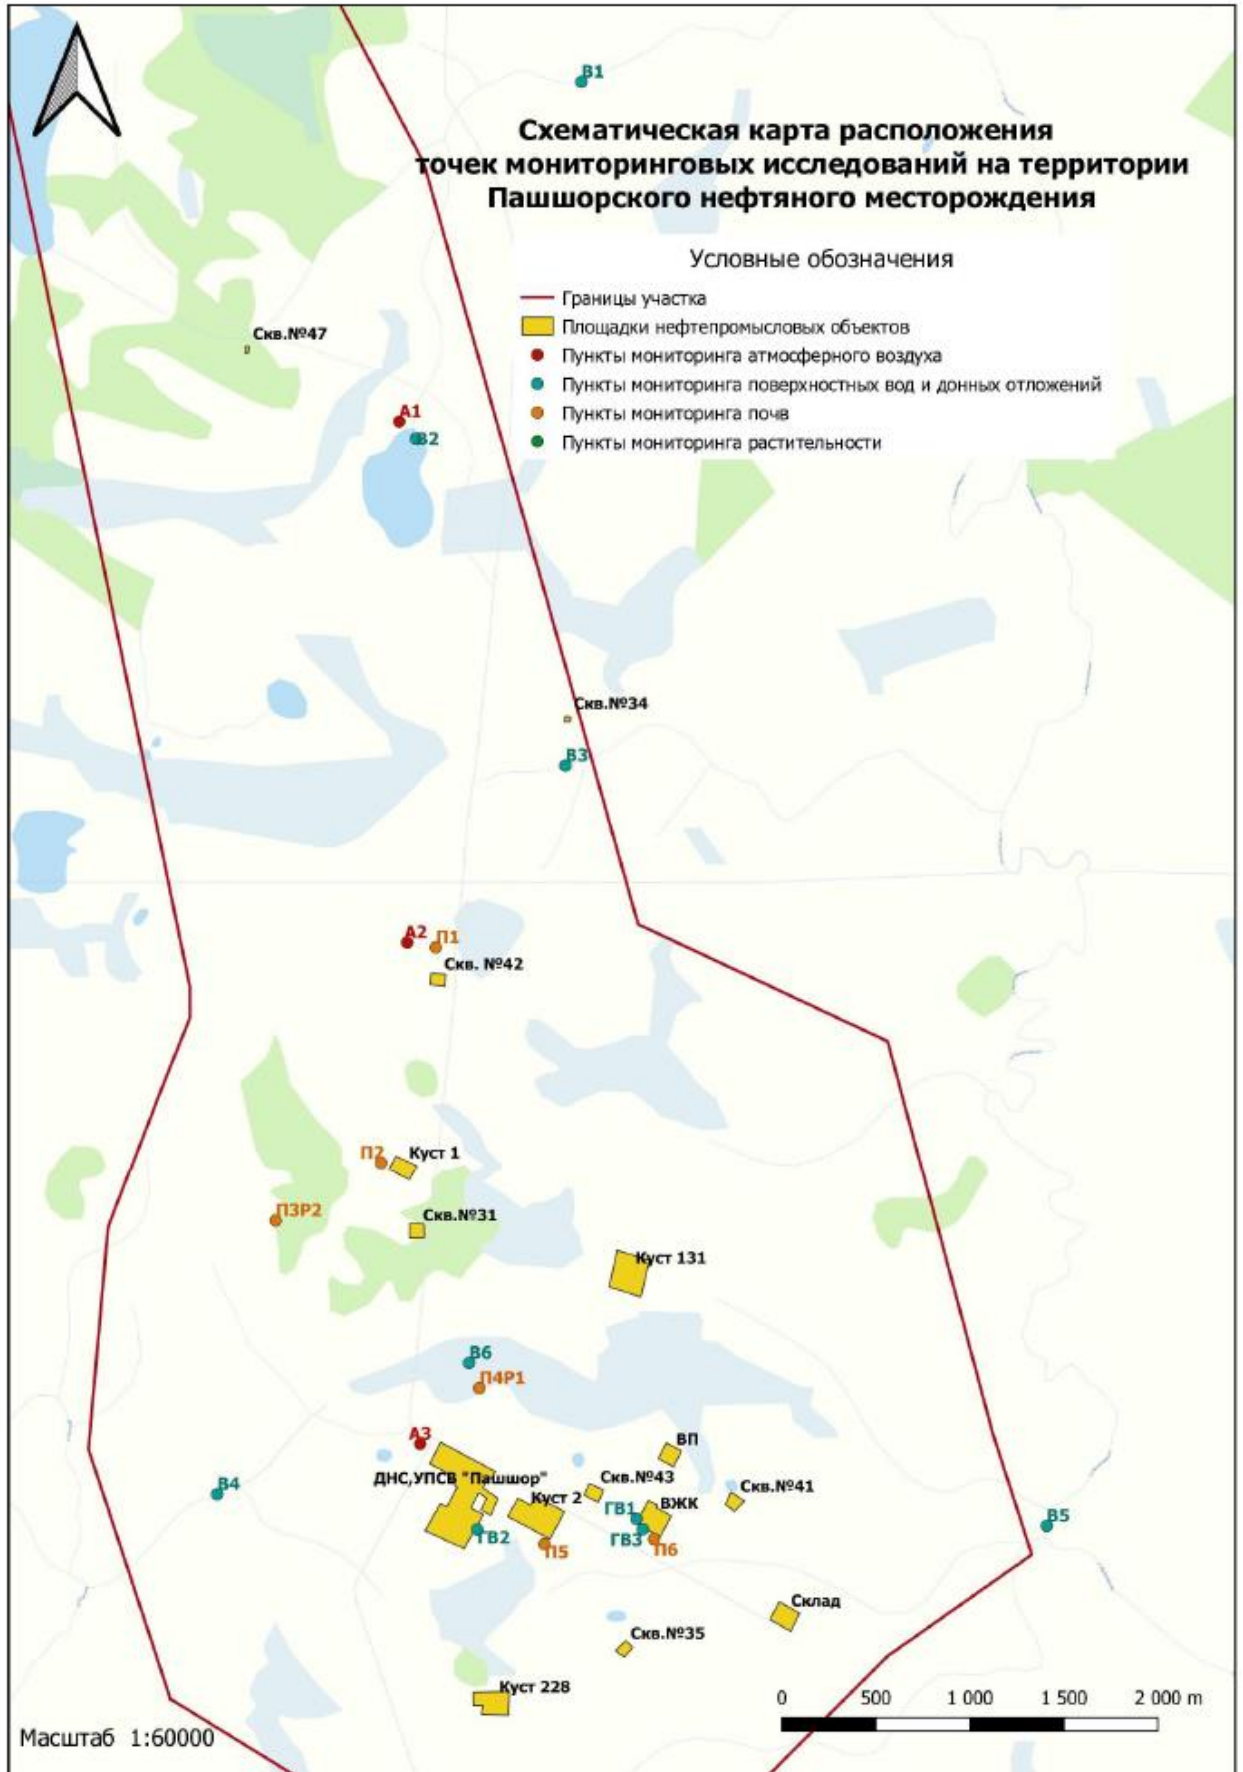 В1
Схематическая карта расположения
точек мониторинговых исследований на территории
Пашшорского нефтяного месторождения
Условные обозначения
Границы участка
Площадки нефтепромысловых объектов
Пункты мониторинга атмосферного воздуха
Пункты мониторинга поверхностных вод и донных отложений
Пункты мониторинга почв
Пункты мониторинга растительности
Скв.№47
А1
В2
Скв.№34
В3
А2
П1
Скв. №42
П2
Куст 1
П3Р2
Скв.№31
Куст 131
В6
П4Р1
А3
ВП
ДНС,УПСВ "Пашшор"
Скв.№43
Скв.№41
В4
Куст 2
ВЖК
ГВ1
В5
ГВ2
ГВ3
П5
П6
Склад
Скв.№35
Куст 228
0 500 1 000 1 500 2 000 m
Масштаб 1:60000